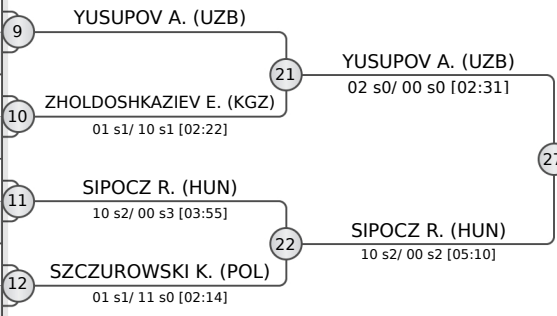 YUSUPOV A. (UZB)
9
21
YUSUPOV A. (UZB)
02 s0/ 00 s0 [02:31]
ZHOLDOSHKAZIEV E. (KGZ)
10
01 s1/ 10 s1 [02:22]
27
SIPOCZ R. (HUN)
11
10 s2/ 00 s3 [03:55]
22
SIPOCZ R. (HUN)
10 s2/ 00 s2 [05:10]
SZCZUROWSKI K. (POL)
12
01 s1/ 11 s0 [02:14]